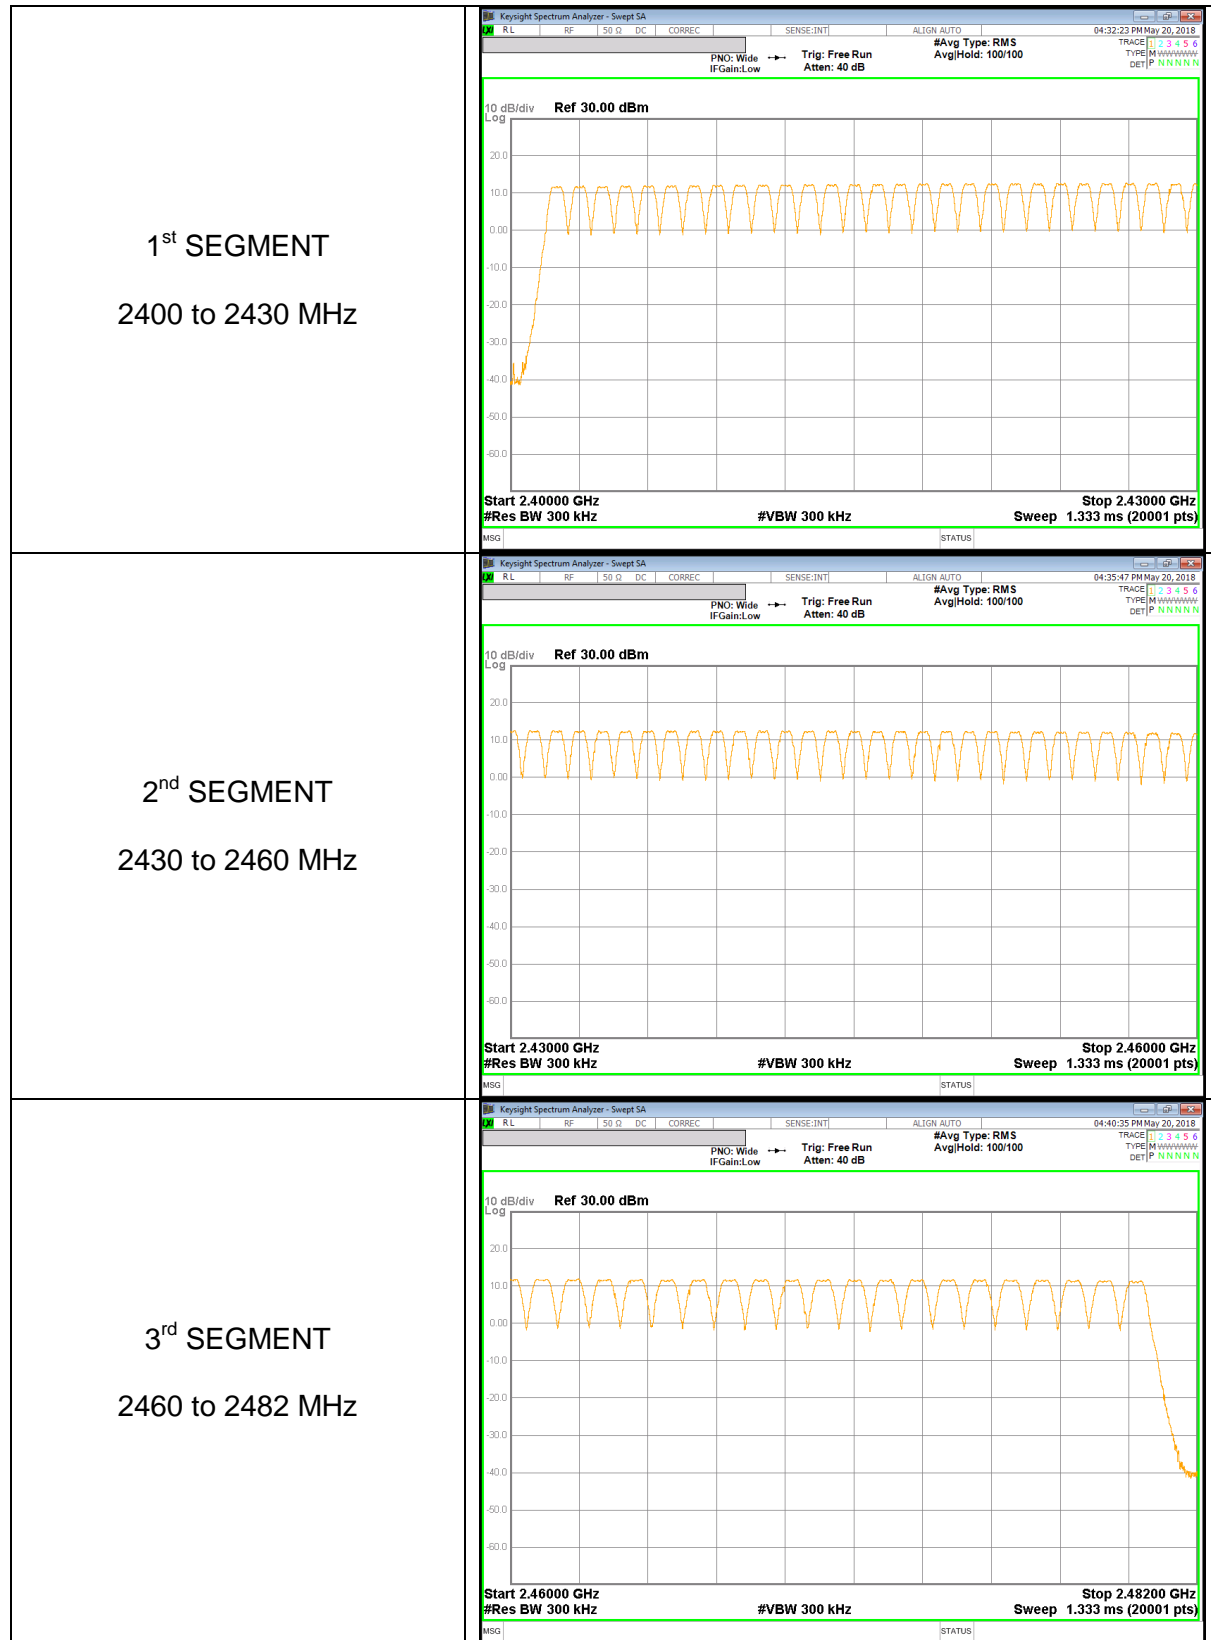 1st SEGMENT
2400 to 2430 MHz
Keysight Spectrum Analyzer - Swept SA
LXI RL RF 50 Ω DC CORREC SENSE:INT ALIGN AUTO 04:32:23 PM May 20, 2018
#Avg Type: RMS TRACE 1 2 3 4 5 6
PNO: Wide Trig: Free Run Avg|Hold: 100/100 TYPE M WWWWW
IFGain:Low Atten: 40 dB DET P N N N N N
10 dB/div Ref 30.00 dBm
Log
20.0
10.0
0.00
-10.0
-20.0
-30.0
-40.0
-50.0
-60.0
Start 2.40000 GHz Stop 2.43000 GHz
#Res BW 300 kHz #VBW 300 kHz Sweep 1.333 ms (20001 pts)
MSG STATUS
2nd SEGMENT
2430 to 2460 MHz
Keysight Spectrum Analyzer - Swept SA
LXI RL RF 50 Ω DC CORREC SENSE:INT ALIGN AUTO 04:35:47 PM May 20, 2018
#Avg Type: RMS TRACE 1 2 3 4 5 6
PNO: Wide Trig: Free Run Avg|Hold: 100/100 TYPE M WWWWW
IFGain:Low Atten: 40 dB DET P N N N N N
10 dB/div Ref 30.00 dBm
Log
20.0
10.0
0.00
-10.0
-20.0
-30.0
-40.0
-50.0
-60.0
Start 2.43000 GHz Stop 2.46000 GHz
#Res BW 300 kHz #VBW 300 kHz Sweep 1.333 ms (20001 pts)
MSG STATUS
3rd SEGMENT
2460 to 2482 MHz
Keysight Spectrum Analyzer - Swept SA
LXI RL RF 50 Ω DC CORREC SENSE:INT ALIGN AUTO 04:40:35 PM May 20, 2018
#Avg Type: RMS TRACE 1 2 3 4 5 6
PNO: Wide Trig: Free Run Avg|Hold: 100/100 TYPE M WWWWW
IFGain:Low Atten: 40 dB DET P N N N N N
10 dB/div Ref 30.00 dBm
Log
20.0
10.0
0.00
-10.0
-20.0
-30.0
-40.0
-50.0
-60.0
Start 2.46000 GHz Stop 2.48200 GHz
#Res BW 300 kHz #VBW 300 kHz Sweep 1.333 ms (20001 pts)
MSG STATUS